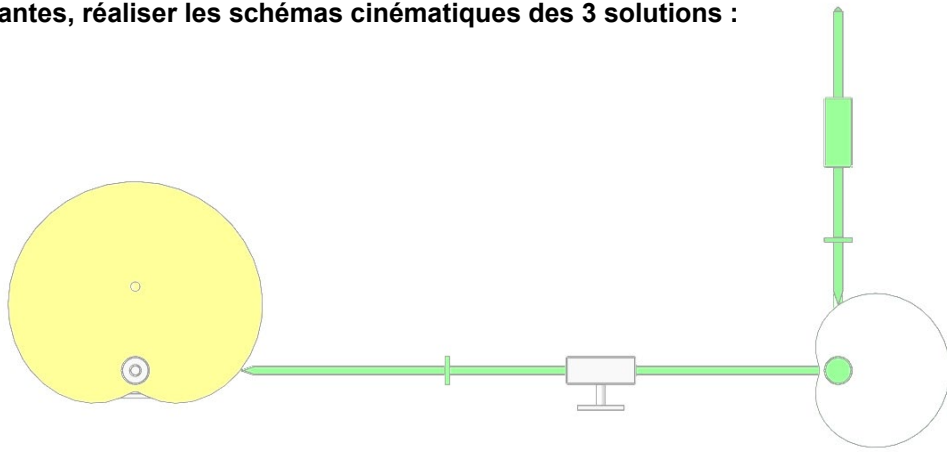 antes, réaliser les schémas cinématiques des 3 solutions :